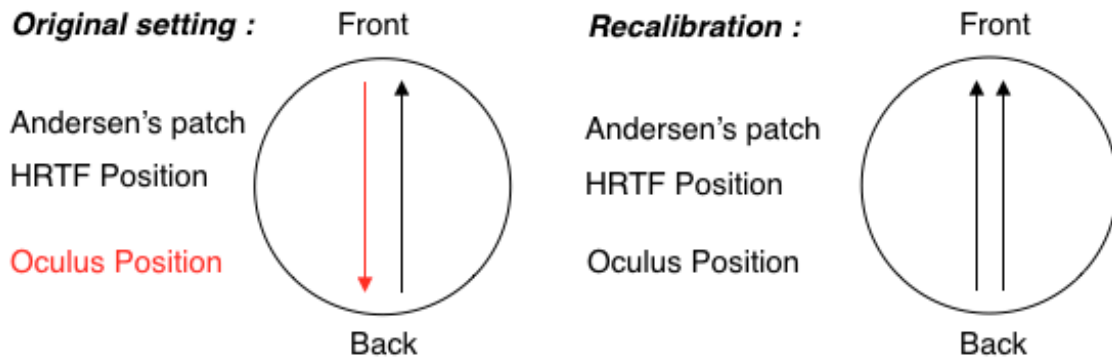 Original setting :
Front
Andersen's patch
HRTF Position
Oculus Position
Back
Recalibration :
Front
Andersen's patch
HRTF Position
Oculus Position
Back